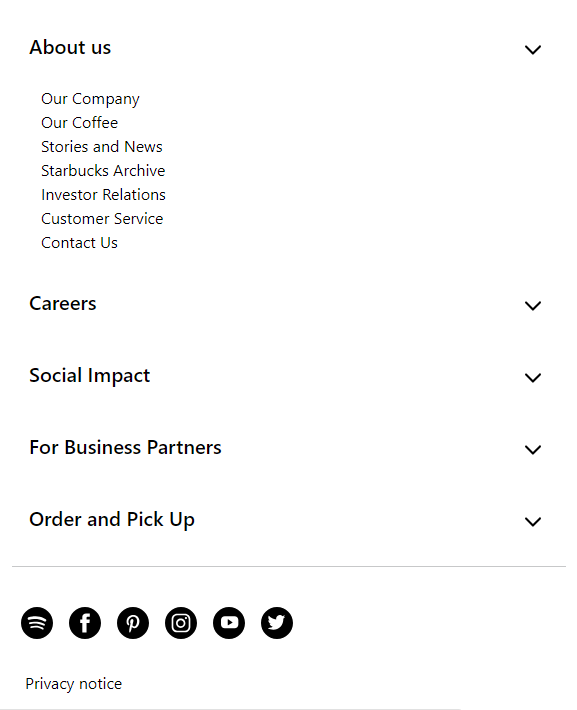 About us
Our Company
Our Coffee
Stories and News
Starbucks Archive
Investor Relations
Customer Service
Contact Us
Careers
Social Impact
For Business Partners
Order and Pick Up
Privacy notice